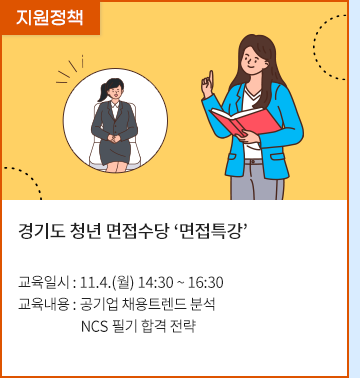 지원정책
경기도 청년 면접수당 ‘면접특강’
교육일시 : 11.4.(월) 14:30 ~ 16:30
교육내용 : 공기업 채용트렌드 분석
NCS 필기 합격 전략